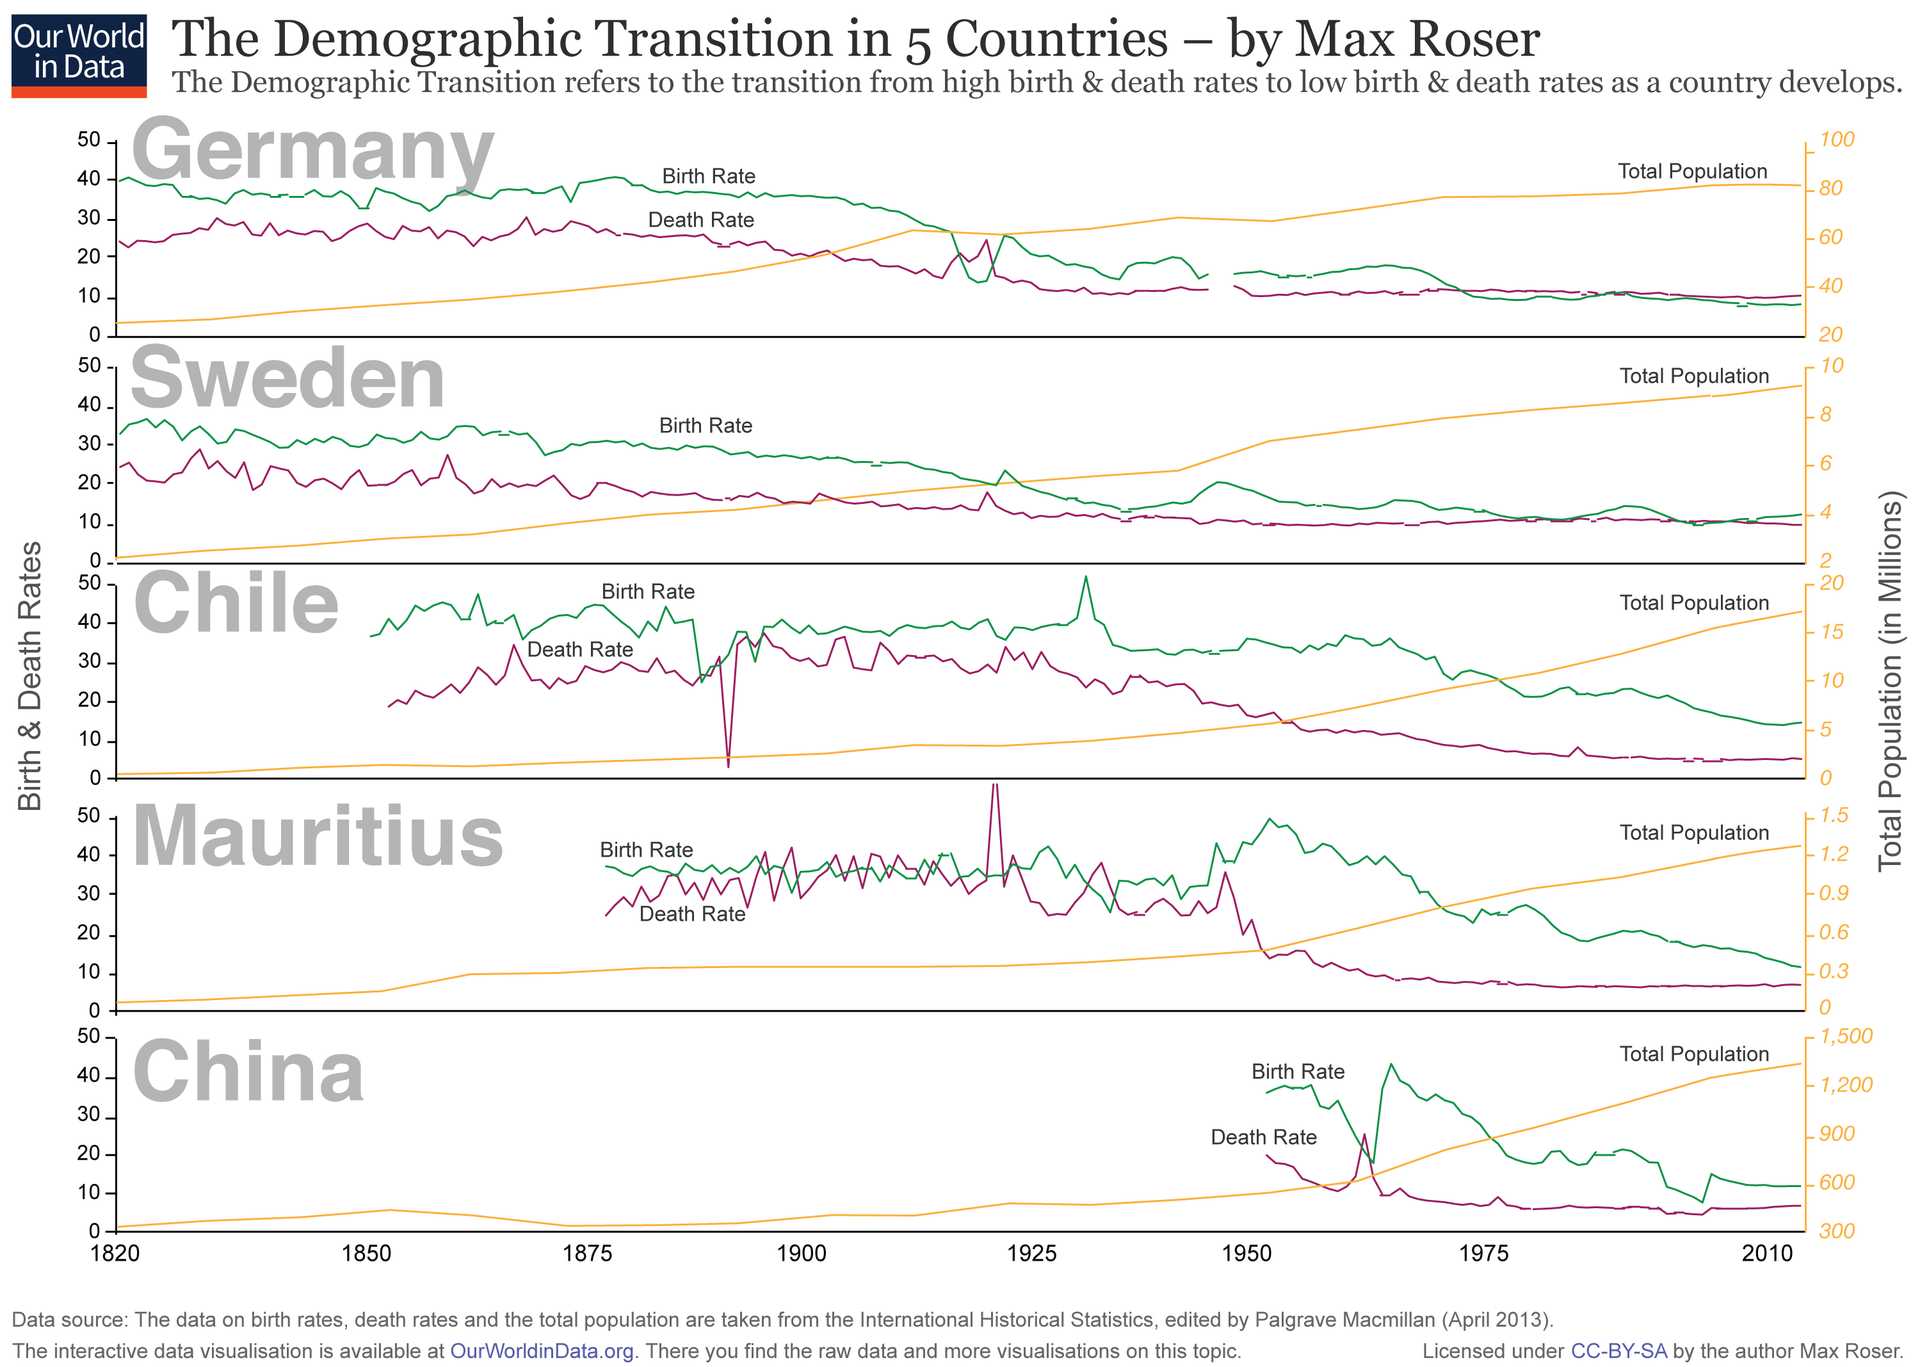 Our World
in Data
The Demographic Transition in 5 Countries – by Max Roser
The Demographic Transition refers to the transition from high birth & death rates to low birth & death rates as a country develops.
Birth & Death Rates
Total Population (in Millions)
Germany
50
40
30
20
10
0
Birth Rate
Death Rate
Total Population
100
80
60
40
20
Sweden
50
40
30
20
10
0
Birth Rate
Total Population
10
8
6
4
2
Chile
50
40
30
20
10
0
Birth Rate
Death Rate
Total Population
20
15
10
5
0
Mauritius
50
40
30
20
10
0
Birth Rate
Death Rate
Total Population
1.5
1.2
0.9
0.6
0.3
0
China
50
40
30
20
10
0
Birth Rate
Death Rate
Total Population
1,500
1,200
900
600
300
1820 1850 1875 1900 1925 1950 1975 2010
Data source: The data on birth rates, death rates and the total population are taken from the International Historical Statistics, edited by Palgrave Macmillan (April 2013).
The interactive data visualisation is available at OurWorldinData.org. There you find the raw data and more visualisations on this topic.
Licensed under CC-BY-SA by the author Max Roser.